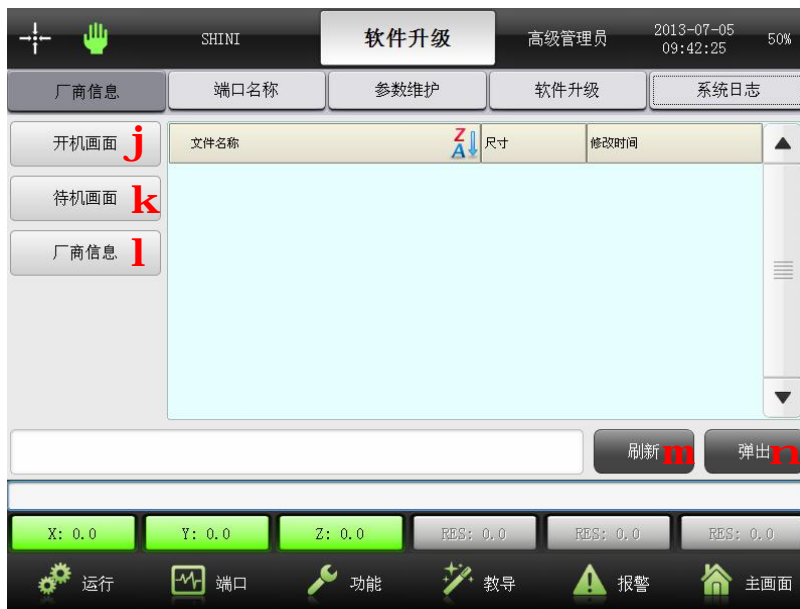 SHINI 软件升级 高级管理员 2013-07-05 09:42:25 50%
厂商信息 端口名称 参数维护 软件升级 系统日志
开机画面 j 文件名称 Z A 尺寸 修改时间
待机画面 k
厂商信息 l
刷新 m 弹出 n
X: 0.0 Y: 0.0 Z: 0.0 RES: 0.0 RES: 0.0 RES: 0.0
运行 端口 功能 教导 报警 主画面